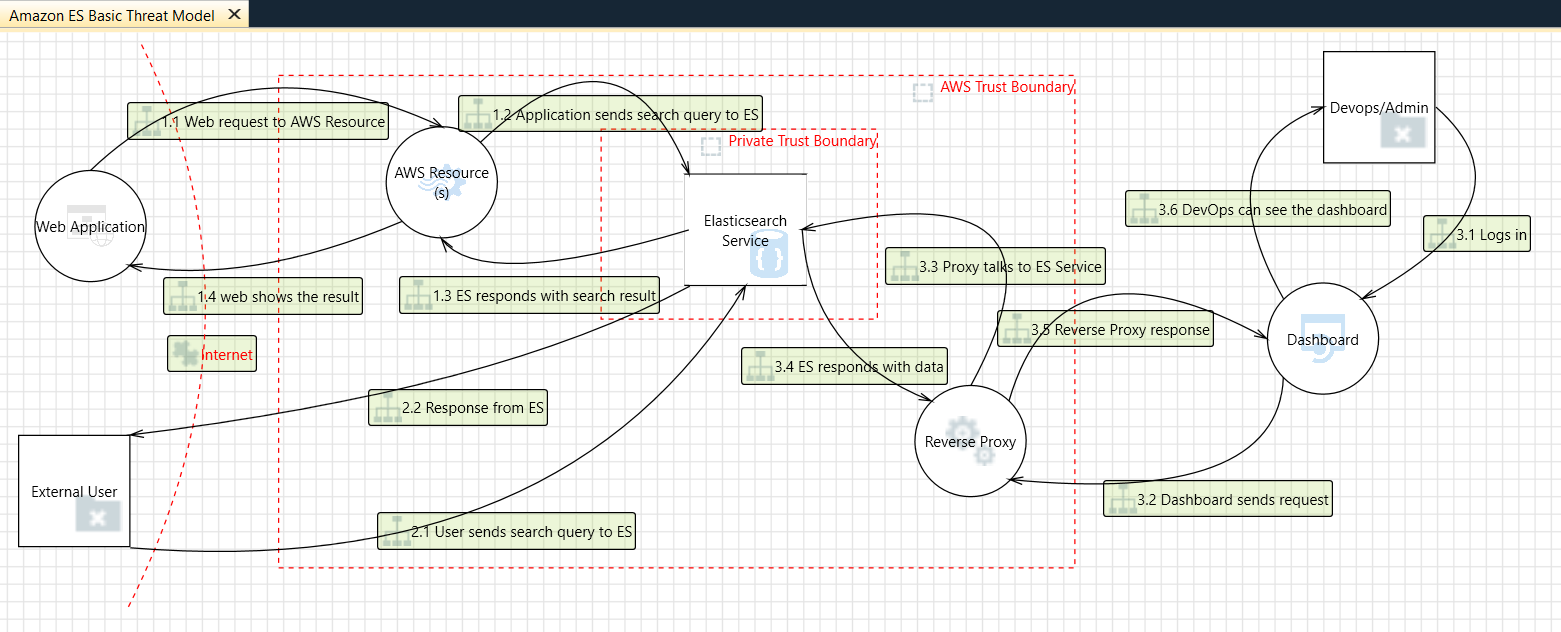 Amazon ES Basic Threat Model
AWS Trust Boundary
Devops/Admin
1.1 Web request to AWS Resource
1.2 Application sends search query to ES
Private Trust Boundary
AWS Resource
(s)
Web Application
Elasticsearch
Service
3.6 DevOps can see the dashboard
3.1 Logs in
3.3 Proxy talks to ES Service
1.4 web shows the result
1.3 ES responds with search result
3.5 Reverse Proxy response
Dashboard
Internet
3.4 ES responds with data
2.2 Response from ES
Reverse Proxy
External User
3.2 Dashboard sends request
2.1 User sends search query to ES